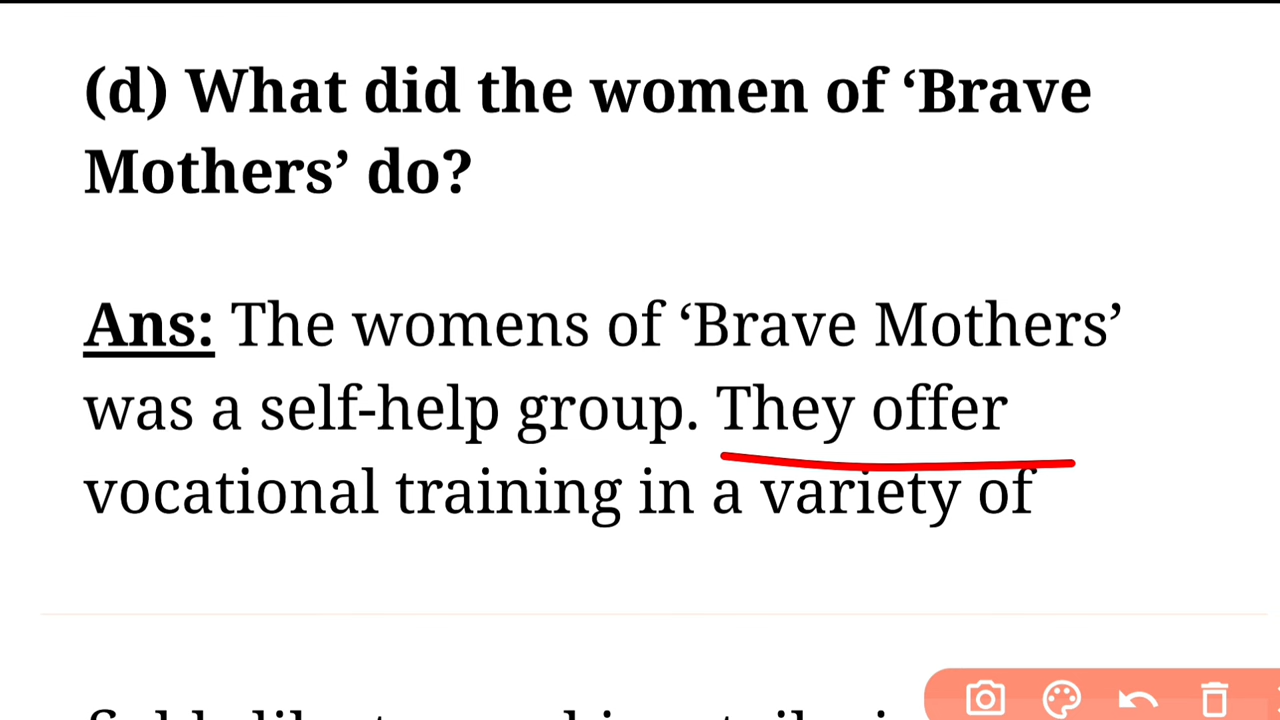 (d) What did the women of ‘Brave
Mothers’ do?
Ans: The womens of ‘Brave Mothers’
was a self-help group. They offer
vocational training in a variety of